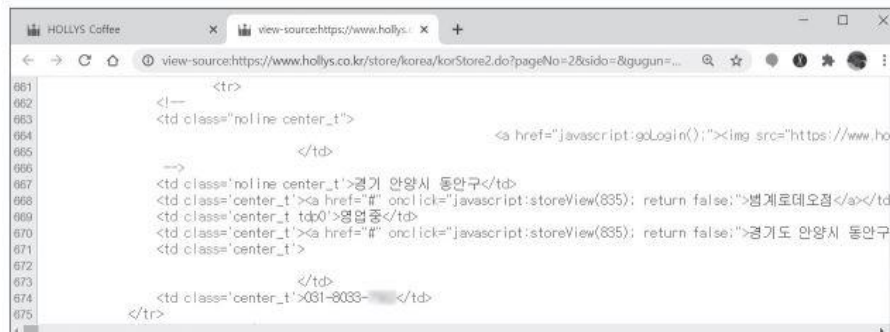 HOLLYS Coffee
view-source:https://www.hollys.c
view-source:https://www.hollys.co.kr/store/korea/korStore2.do?pageNo=2&sido=&gugun=...
661 <tr>
662 <!--
663 <td class="noline center_t">
664 <a href="javascript:goLogin();"><img src="https://www.ho
665 </td>
666 -->
667 <td class='noline center_t'>경기 안양시 동안구</td>
668 <td class='center_t'><a href="#" onclick="javascript:storeView(835); return false;">범계로데오점</a></td
669 <td class='center_t tdp0'>영업중</td>
670 <td class='center_t'><a href="#" onclick="javascript:storeView(835); return false;">경기도 안양시 동안구
671 <td class='center_t'>
672
673 </td>
674 <td class='center_t'>031-8033- </td>
675 </tr>